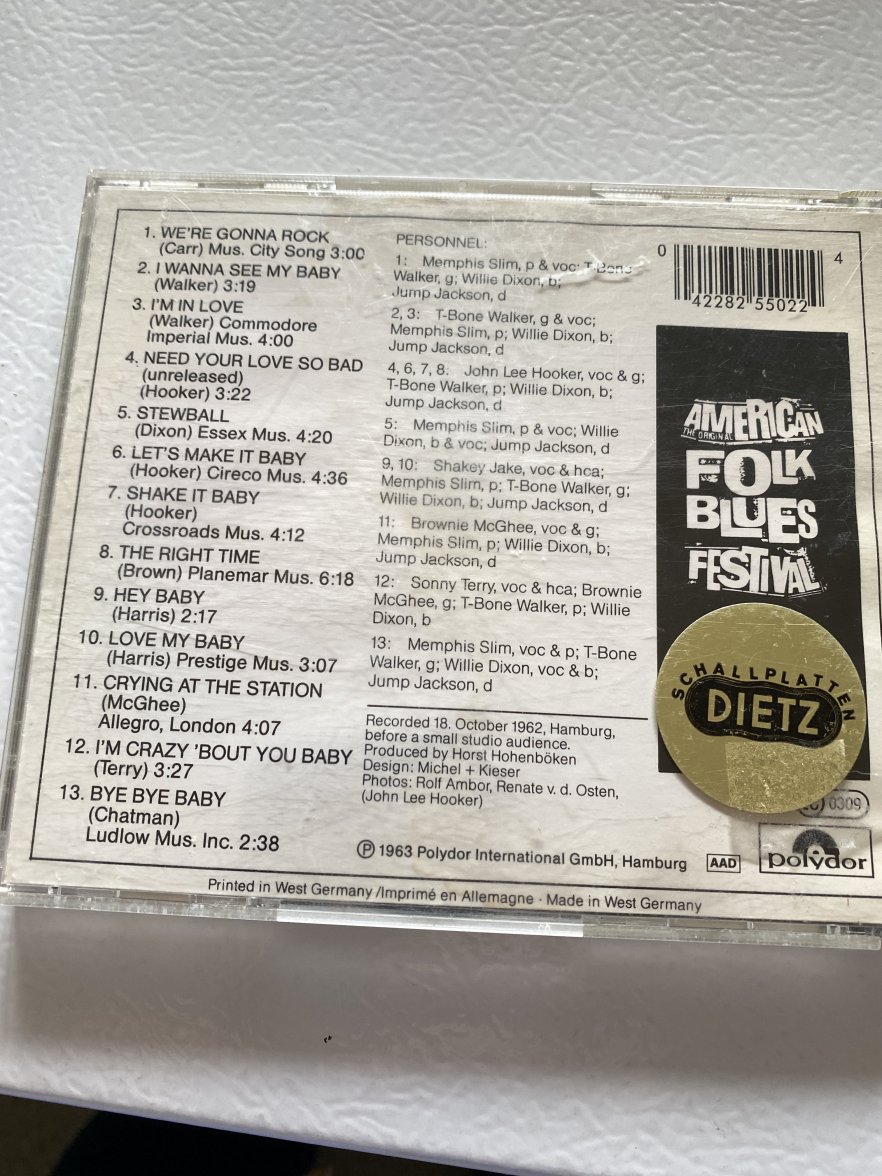 1. WE'RE GONNA ROCK
(Carr) Mus. City Song 3:00
2. I WANNA SEE MY BABY
(Walker) 3:19
3. I'M IN LOVE
(Walker) Commodore
Imperial Mus. 4:00
4. NEED YOUR LOVE SO BAD
(unreleased)
(Hooker) 3:22
5. STEWBALL
(Dixon) Essex Mus. 4:20
6. LET'S MAKE IT BABY
(Hooker) Cireco Mus. 4:36
7. SHAKE IT BABY
(Hooker)
Crossroads Mus. 4:12
8. THE RIGHT TIME
(Brown) Planemar Mus. 6:18
9. HEY BABY
(Harris) 2:17
10. LOVE MY BABY
(Harris) Prestige Mus. 3:07
11. CRYING AT THE STATION
(McGhee)
Allegro, London 4:07
12. I'M CRAZY 'BOUT YOU BABY
(Terry) 3:27
13. BYE BYE BABY
(Chatman)
Ludlow Mus. Inc. 2:38
PERSONNEL:
1: Memphis Slim, p & voc; T-Bone
Walker, g; Willie Dixon, b;
Jump Jackson, d
2, 3: T-Bone Walker, g & voc;
Memphis Slim, p; Willie Dixon, b;
Jump Jackson, d
4, 6, 7, 8: John Lee Hooker, voc & g;
T-Bone Walker, p; Willie Dixon, b;
Jump Jackson, d
5: Memphis Slim, p & voc; Willie
Dixon, b & voc; Jump Jackson, d
9, 10: Shakey Jake, voc & hca;
Memphis Slim, p; T-Bone Walker, g;
Willie Dixon, b; Jump Jackson, d
11: Brownie McGhee, voc & g;
Memphis Slim, p; Willie Dixon, b;
Jump Jackson, d
12: Sonny Terry, voc & hca; Brownie
McGhee, g; T-Bone Walker, p; Willie
Dixon, b
13: Memphis Slim, voc & p; T-Bone
Walker, g; Willie Dixon, voc & b;
Jump Jackson, d
Recorded 18. October 1962, Hamburg,
before a small studio audience.
Produced by Horst Hohenböken
Design: Michel + Kieser
Photos: Rolf Ambor, Renate v. d. Osten,
(John Lee Hooker)
℗ 1963 Polydor International GmbH, Hamburg
AAD
0 42282 55022 4
AMERICAN
THE ORIGINAL
FOLK
BLUES
FESTIVAL
SCHALLPLATTEN
DIETZ
0309
polydor
Printed in West Germany /Imprimé en Allemagne · Made in West Germany